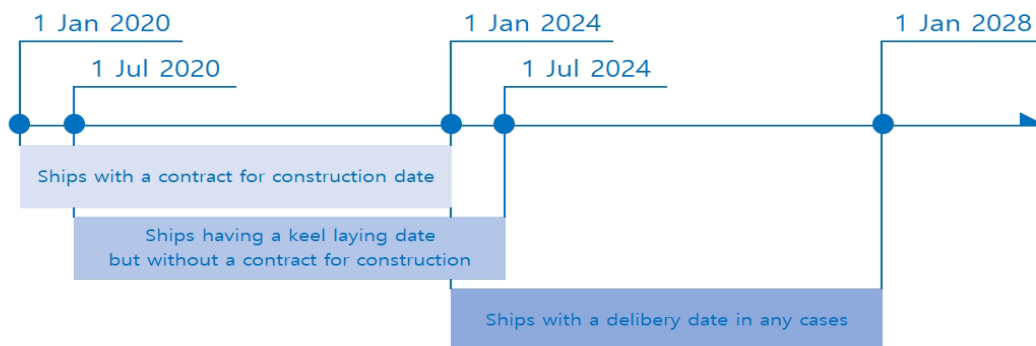 1 Jan 2020
1 Jan 2024
1 Jan 2028
1 Jul 2020
1 Jul 2024
Ships with a contract for construction date
Ships having a keel laying date
but without a contract for construction
Ships with a delibery date in any cases